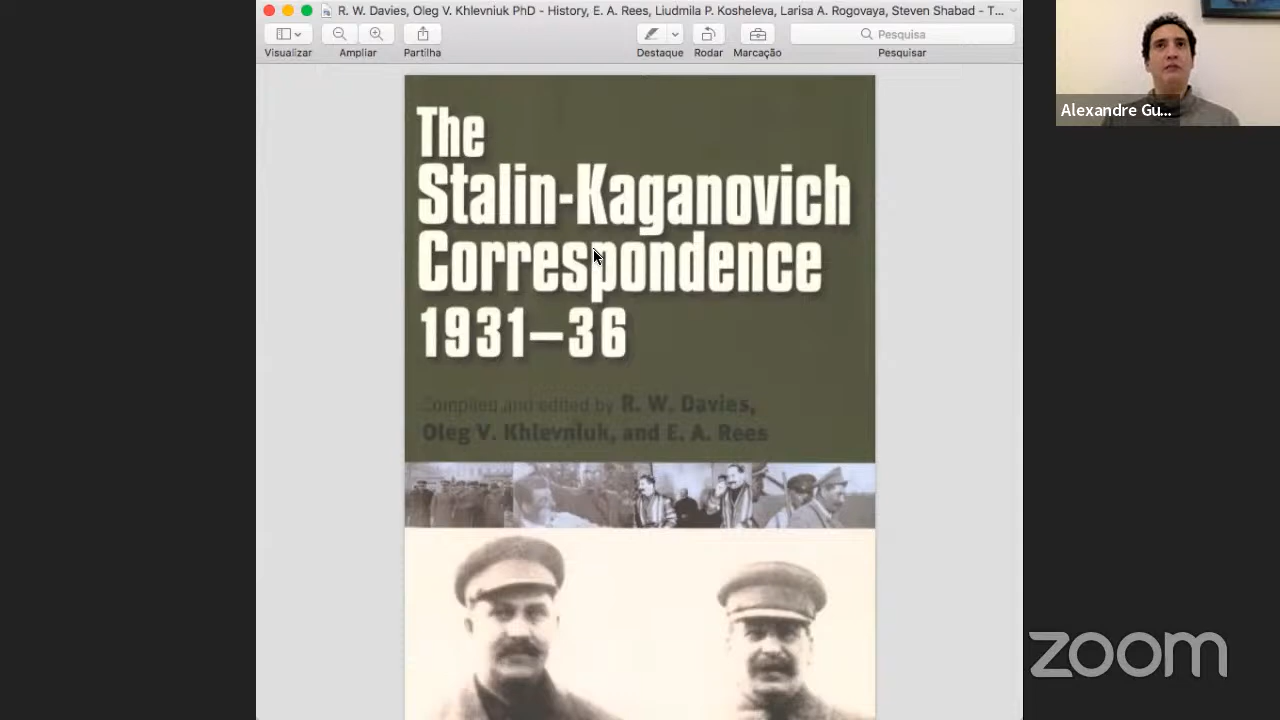 R. W. Davies, Oleg V. Khlevniuk PhD - History, E. A. Rees, Liudmila P. Kosheleva, Larisa A. Rogovaya, Steven Shabad - T...
Visualizar
Ampliar
Partilha
Destaque
Rodar
Marcação
Pesquisa
Pesquisar
Alexandre Gu...
The
Stalin-Kaganovich
Correspondence
1931–36
Compiled and edited by R. W. Davies,
Oleg V. Khlevniuk, and E. A. Rees
zoom